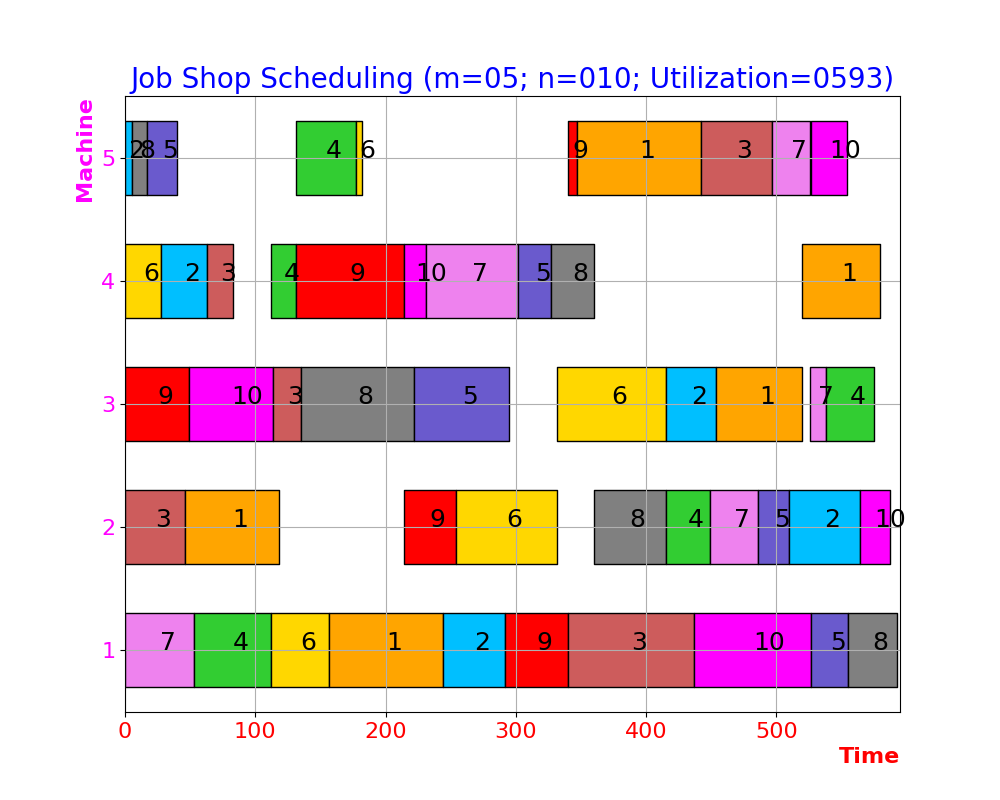 Job Shop Scheduling (m=05; n=010; Utilization=0593)
Machine
5
2 8 5 4 6 9 1 3 7 10
4
6 2 3 4 9 10 7 5 8 1
3
9 10 3 8 5 6 2 1 7 4
2
3 1 9 6 8 4 7 5 2 10
1
7 4 6 1 2 9 3 10 5 8
0 100 200 300 400 500
Time